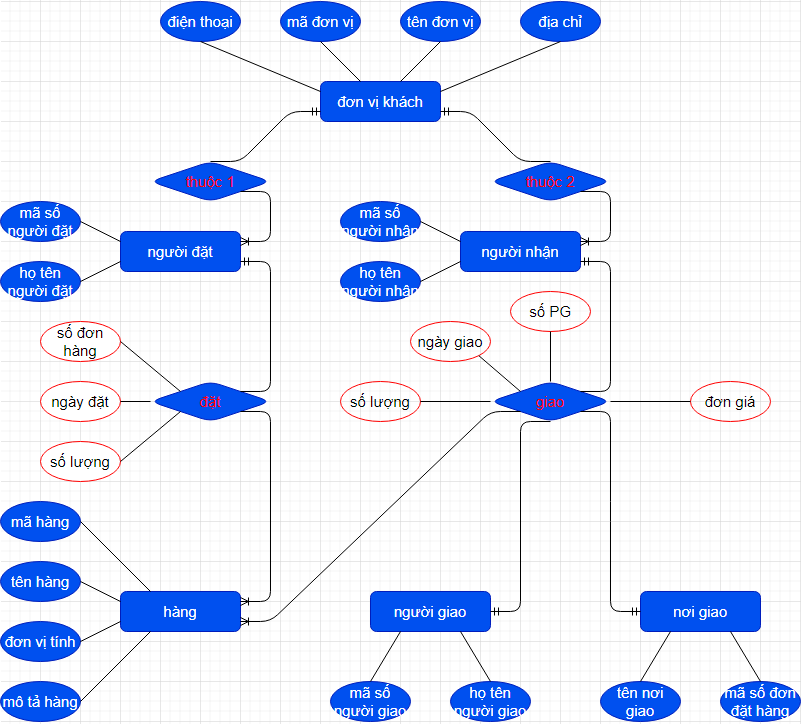 điện thoại
mã đơn vị
tên đơn vị
địa chỉ
đơn vị khách
thuộc 1
thuộc 2
mã số
người đặt
mã số
người nhận
người đặt
người nhận
họ tên
người đặt
họ tên
người nhận
số PG
số đơn
hàng
ngày giao
ngày đặt
đặt
số lượng
giao
đơn giá
số lượng
mã hàng
tên hàng
hàng
người giao
nơi giao
đơn vị tính
mô tả hàng
mã số
người giao
họ tên
người giao
tên nơi
giao
mã số đơn
đặt hàng